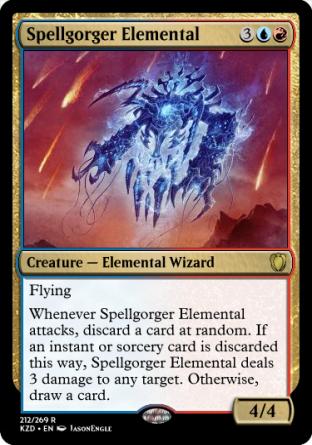 Spellgorger Elemental 3
Creature — Elemental Wizard
Flying
Whenever Spellgorger Elemental
attacks, discard a card at random. If
an instant or sorcery card is discarded
this way, Spellgorger Elemental deals
3 damage to any target. Otherwise,
draw a card.
212/269 R
KZD • EN JASONENGLE
4/4